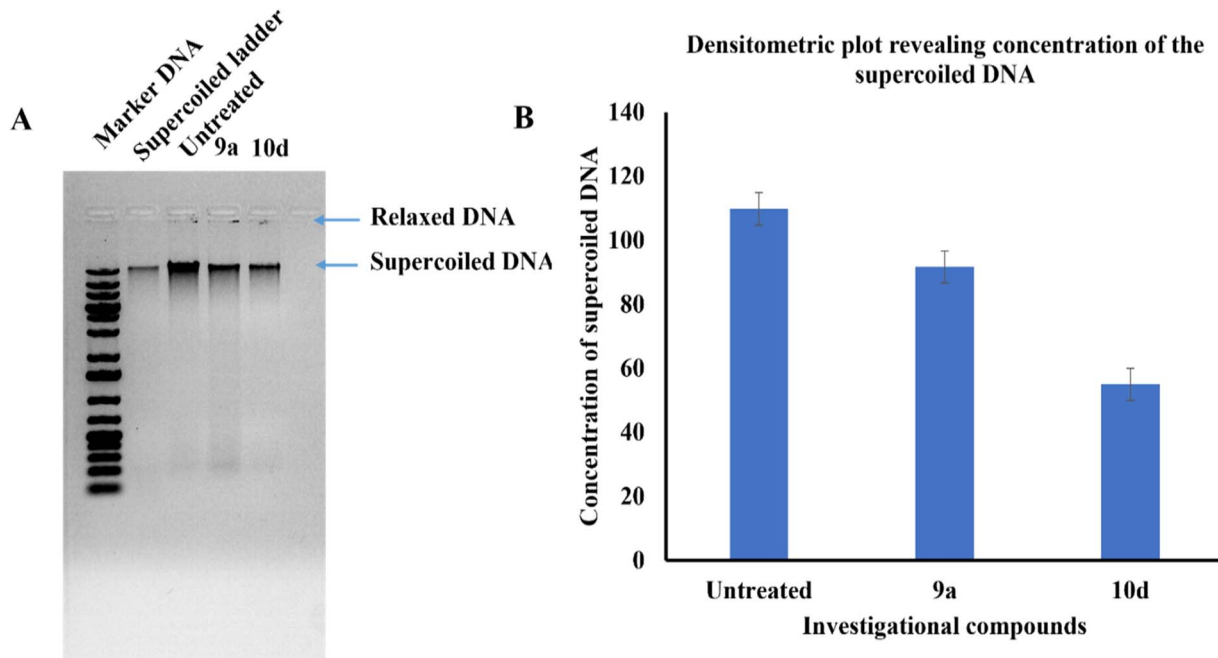 A
Marker DNA
Supercoiled ladder
Untreated
9a
10d
Relaxed DNA
Supercoiled DNA
B
Densitometric plot revealing concentration of the
supercoiled DNA
Concentration of supercoiled DNA
140
120
100
80
60
40
20
0
Untreated
9a
10d
Investigational compounds